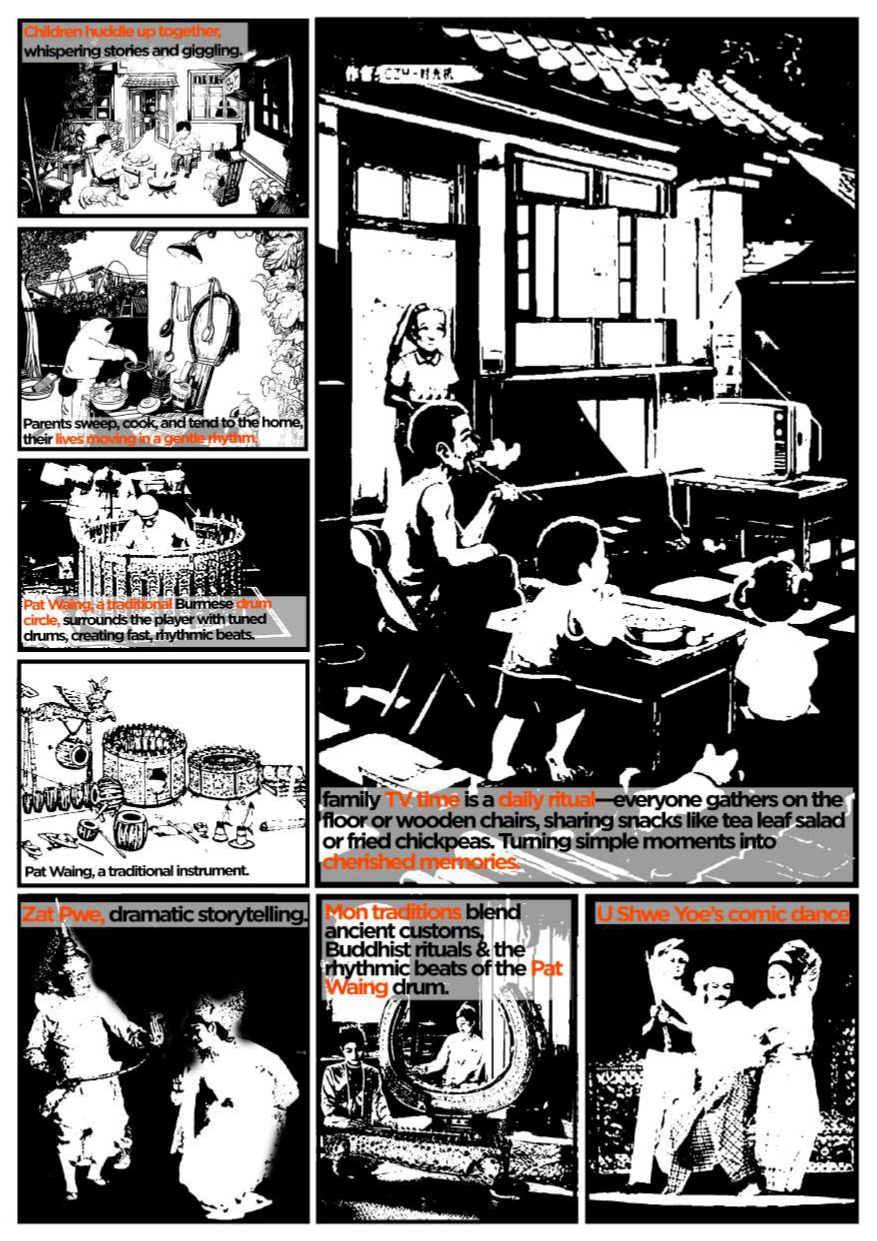 Children huddle up together,
whispering stories and giggling.
Parents sweep, cook, and tend to the home,
their lives moving in a gentle rhythm.
Pat Waing, a traditional Burmese drum
circle, surrounds the player with tuned
drums, creating fast, rhythmic beats.
Pat Waing, a traditional instrument.
family TV time is a daily ritual—everyone gathers on the
floor or wooden chairs, sharing snacks like tea leaf salad
or fried chickpeas. Turning simple moments into
cherished memories.
Zat Pwe, dramatic storytelling.
Mon traditions blend
ancient customs,
Buddhist rituals & the
rhythmic beats of the Pat
Waing drum.
U Shwe Yoe's comic dance